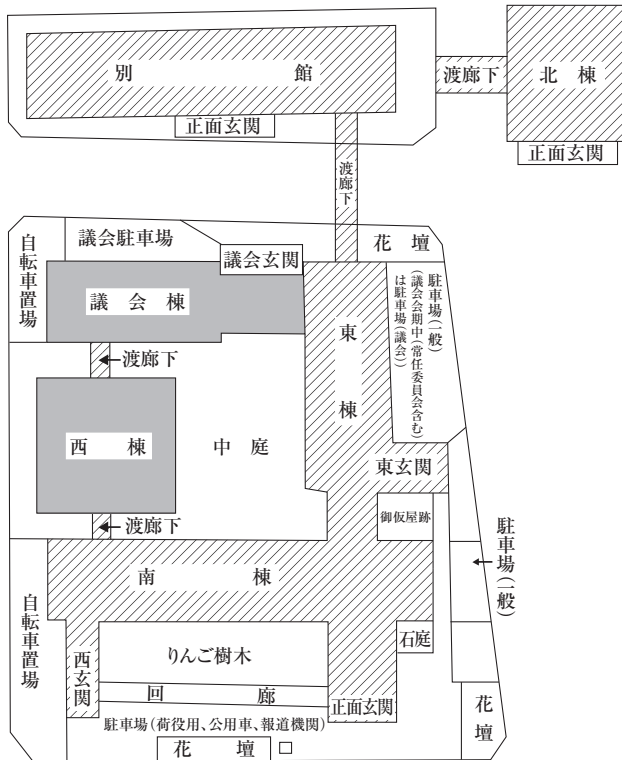 別館
渡廊下
北棟
正面玄関
正面玄関
渡廊下
自転車置場
議会駐車場
議会玄関
花壇
議会棟
東棟
駐車場(一般)
(議会会期中(常任委員会含む)
は駐車場(議会))
渡廊下
西棟
中庭
東玄関
御仮屋跡
渡廊下
駐車場(一般)
南棟
自転車置場
石庭
西玄関
りんご樹木
回廊
正面玄関
花壇
駐車場(荷役用、公用車、報道機関)
花壇